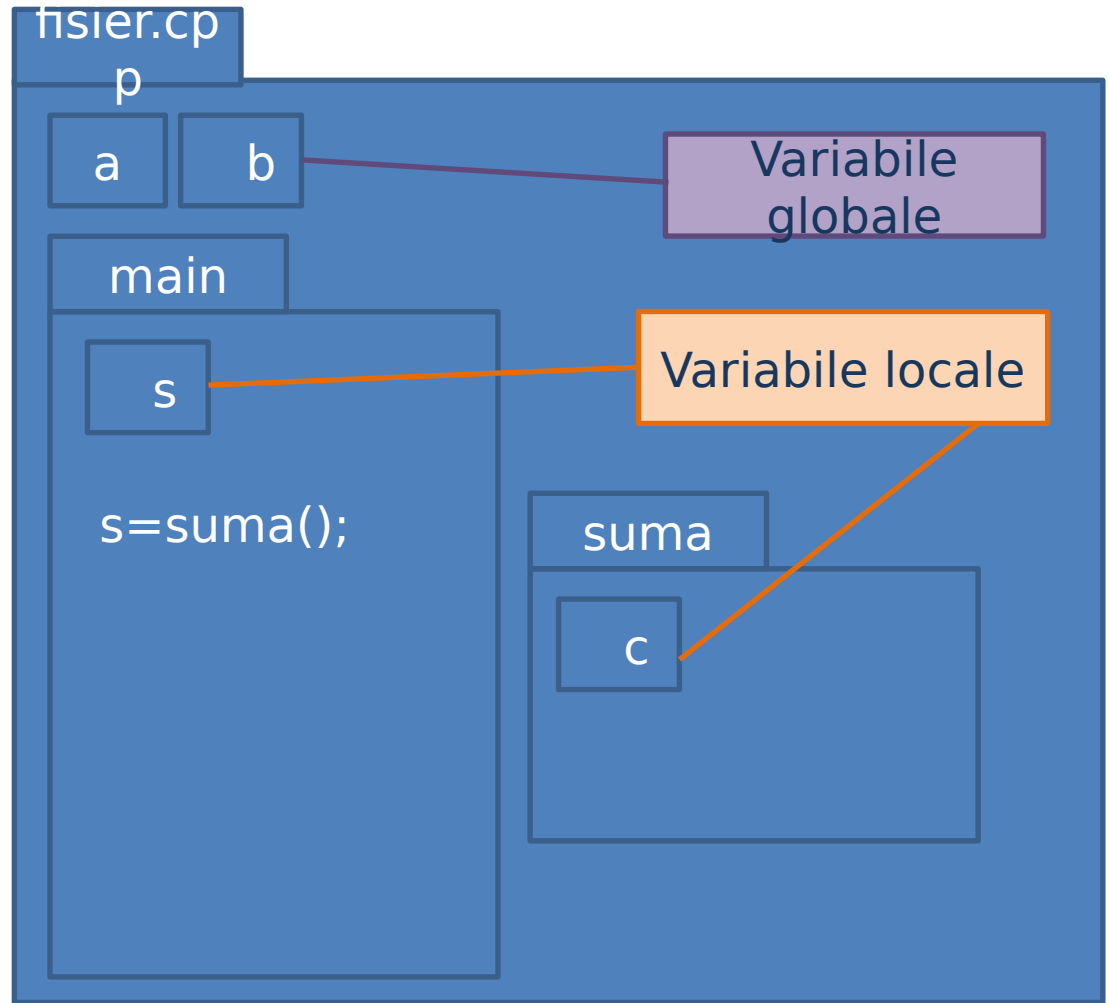 fisier.cp
p
a
b
Variabile
globale
main
s
Variabile locale
s=suma();
suma
c